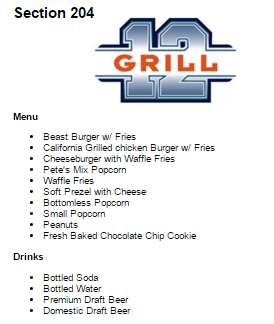 Section 204
12
GRILL
Menu
Beast Burger w/ Fries
California Grilled chicken Burger w/ Fries
Cheeseburger with Waffle Fries
Pete's Mix Popcorn
Waffle Fries
Soft Prezel with Cheese
Bottomless Popcorn
Small Popcorn
Peanuts
Fresh Baked Chocolate Chip Cookie
Drinks
Bottled Soda
Bottled Water
Premium Draft Beer
Domestic Draft Beer